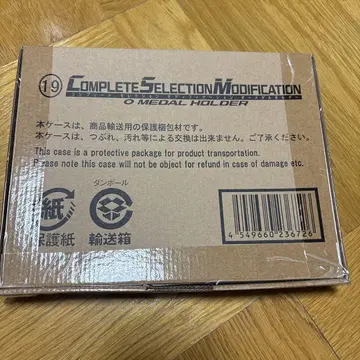 19 COMPLETE SELECTION MODIFICATION
O MEDAL HOLDER
本ケースは、商品輸送用の保護梱包材です。
本ケースは、つぶれ、汚れ等による交換は出来ません。ご了承ください。
This case is a protective package for product transportation.
Please note this case will not be object for refund in case of damage etc.
ダンボール
紙
保護紙 輸送箱
4 549660 236726